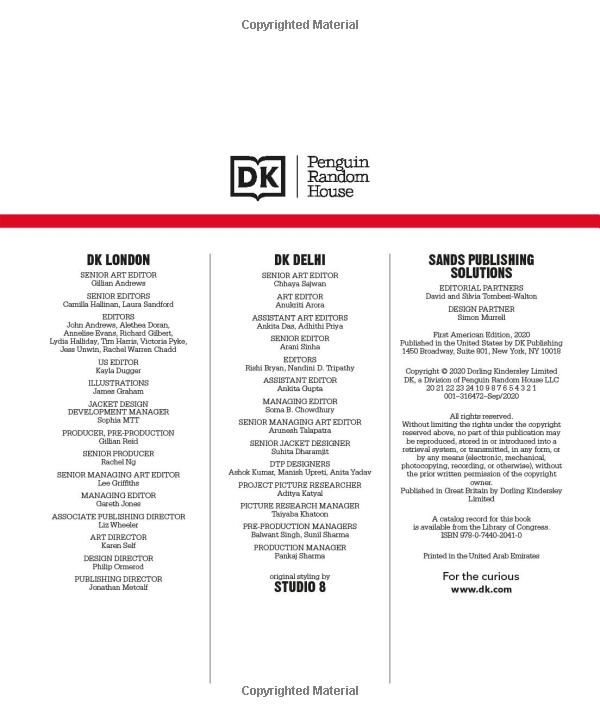 Copyrighted Material
DK
Penguin
Random
House
DK LONDON
SENIOR ART EDITOR
Gillian Andrews
SENIOR EDITORS
Camilla Hallinan, Laura Sandford
EDITORS
John Andrews, Alethea Doran,
Annelise Evans, Richard Gilbert,
Lydia Halliday, Tim Harris, Victoria Pyke,
Jess Unwin, Rachel Warren Chadd
US EDITOR
Kayla Dugger
ILLUSTRATIONS
James Graham
JACKET DESIGN
DEVELOPMENT MANAGER
Sophia MTT
PRODUCER, PRE-PRODUCTION
Gillian Reid
SENIOR PRODUCER
Rachel Ng
SENIOR MANAGING ART EDITOR
Lee Griffiths
MANAGING EDITOR
Gareth Jones
ASSOCIATE PUBLISHING DIRECTOR
Liz Wheeler
ART DIRECTOR
Karen Self
DESIGN DIRECTOR
Philip Ormerod
PUBLISHING DIRECTOR
Jonathan Metcalf
DK DELHI
SENIOR ART EDITOR
Chhaya Sajwan
ART EDITOR
Anukriti Arora
ASSISTANT ART EDITORS
Ankita Das, Adhithi Priya
SENIOR EDITOR
Arani Sinha
EDITORS
Rishi Bryan, Nandini D. Tripathy
ASSISTANT EDITOR
Ankita Gupta
MANAGING EDITOR
Soma B. Chowdhury
SENIOR MANAGING ART EDITOR
Arunesh Talapatra
SENIOR JACKET DESIGNER
Suhita Dharamjit
DTP DESIGNERS
Ashok Kumar, Manish Upreti, Anita Yadav
PROJECT PICTURE RESEARCHER
Aditya Katyal
PICTURE RESEARCH MANAGER
Taiyaba Khatoon
PRE-PRODUCTION MANAGERS
Balwant Singh, Sunil Sharma
PRODUCTION MANAGER
Pankaj Sharma
original styling by
STUDIO 8
SANDS PUBLISHING
SOLUTIONS
EDITORIAL PARTNERS
David and Silvia Tombesi-Walton
DESIGN PARTNER
Simon Murrell
First American Edition, 2020
Published in the United States by DK Publishing
1450 Broadway, Suite 801, New York, NY 10018
Copyright © 2020 Dorling Kindersley Limited
DK, a Division of Penguin Random House LLC
20 21 22 23 24 10 9 8 7 6 5 4 3 2 1
001–316472–Sep/2020
All rights reserved.
Without limiting the rights under the copyright
reserved above, no part of this publication may
be reproduced, stored in or introduced into a
retrieval system, or transmitted, in any form, or
by any means (electronic, mechanical,
photocopying, recording, or otherwise), without
the prior written permission of the copyright
owner.
Published in Great Britain by Dorling Kindersley
Limited
A catalog record for this book
is available from the Library of Congress.
ISBN 978-0-7440-2041-0
Printed in the United Arab Emirates
For the curious
www.dk.com
Copyrighted Material